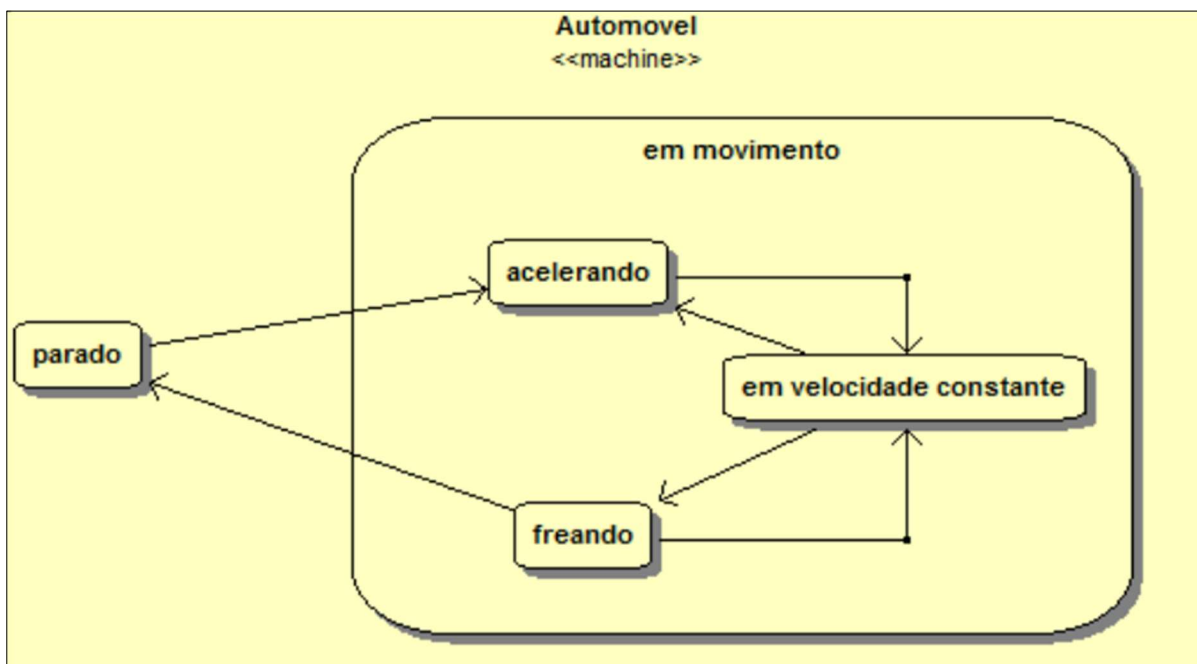 Automovel
<<machine>>
em movimento
acelerando
parado
em velocidade constante
freando